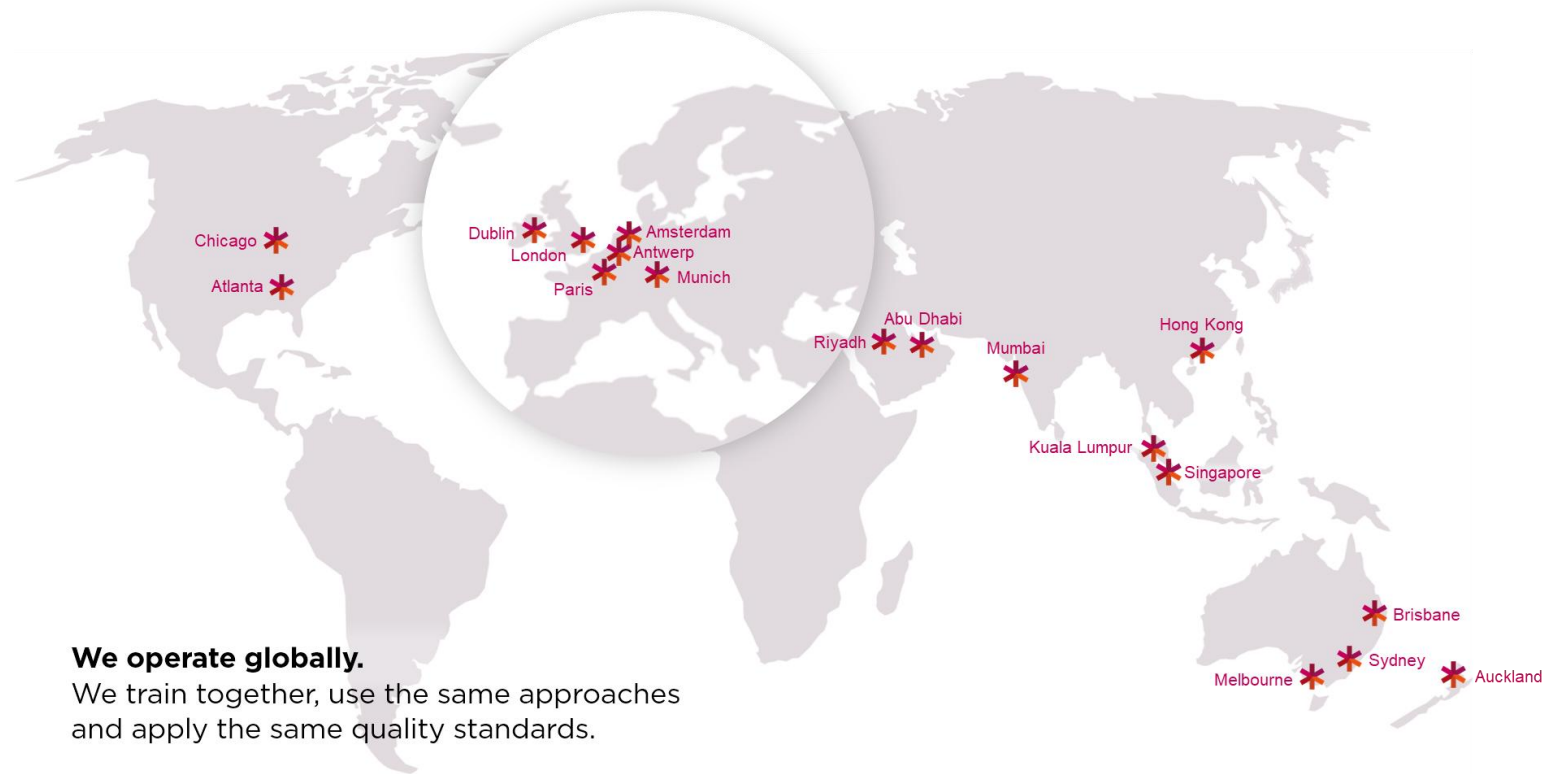 Chicago
Atlanta
Dublin
London
Paris
Amsterdam
Antwerp
Munich
Riyadh
Abu Dhabi
Mumbai
Hong Kong
Kuala Lumpur
Singapore
Brisbane
Sydney
Melbourne
Auckland
We operate globally.
We train together, use the same approaches
and apply the same quality standards.